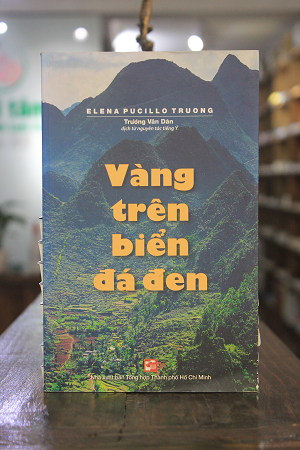 ELENA PUCILLO TRUONG
Trương Văn Dân
dịch từ nguyên tác tiếng Ý
Vàng
trên
biển
đá đen
Nhà xuất bản Tổng hợp Thành phố Hồ Chí Minh